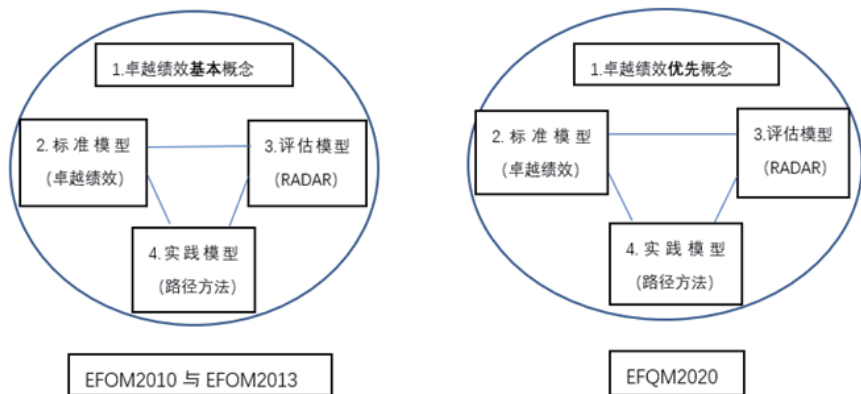 1.卓越绩效基本概念
2.标准模型
（卓越绩效）
3.评估模型
（RADAR）
4.实践模型
（路径方法）
EFOM2010 与 EFOM2013
1.卓越绩效优先概念
2.标准模型
（卓越绩效）
3.评估模型
（RADAR）
4.实践模型
（路径方法）
EFQM2020